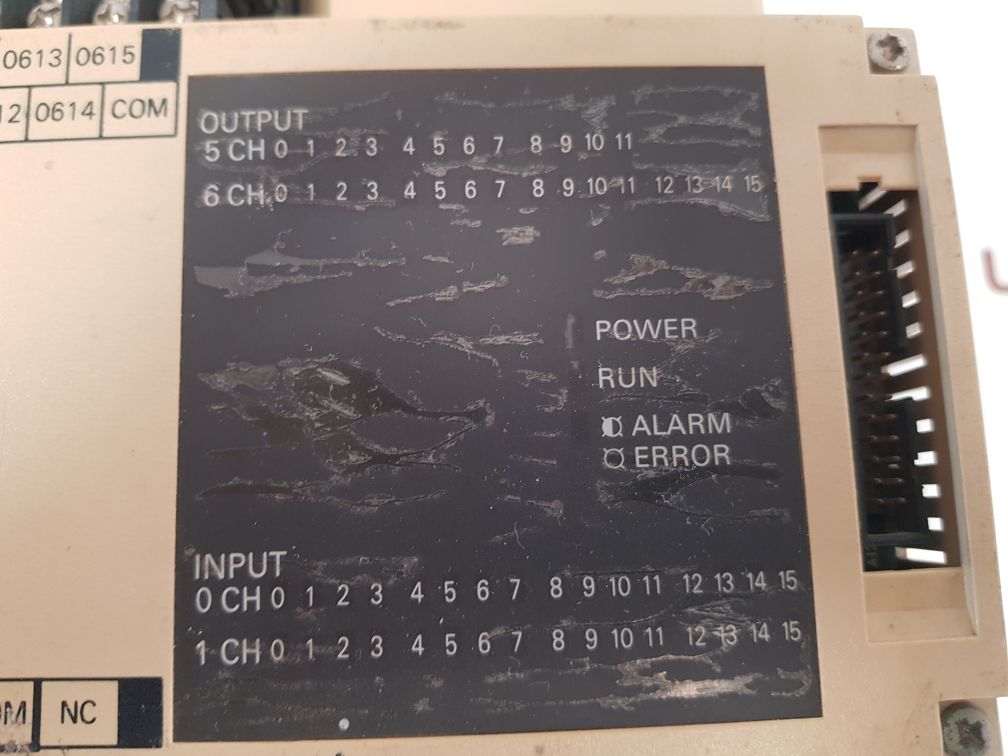 0613 0615
12 0614 COM
OUTPUT
5 CH 0 1 2 3 4 5 6 7 8 9 10 11
6 CH 0 1 2 3 4 5 6 7 8 9 10 11 12 13 14 15
POWER
RUN
ALARM
ERROR
INPUT
0 CH 0 1 2 3 4 5 6 7 8 9 10 11 12 13 14 15
1 CH 0 1 2 3 4 5 6 7 8 9 10 11 12 13 14 15
NC